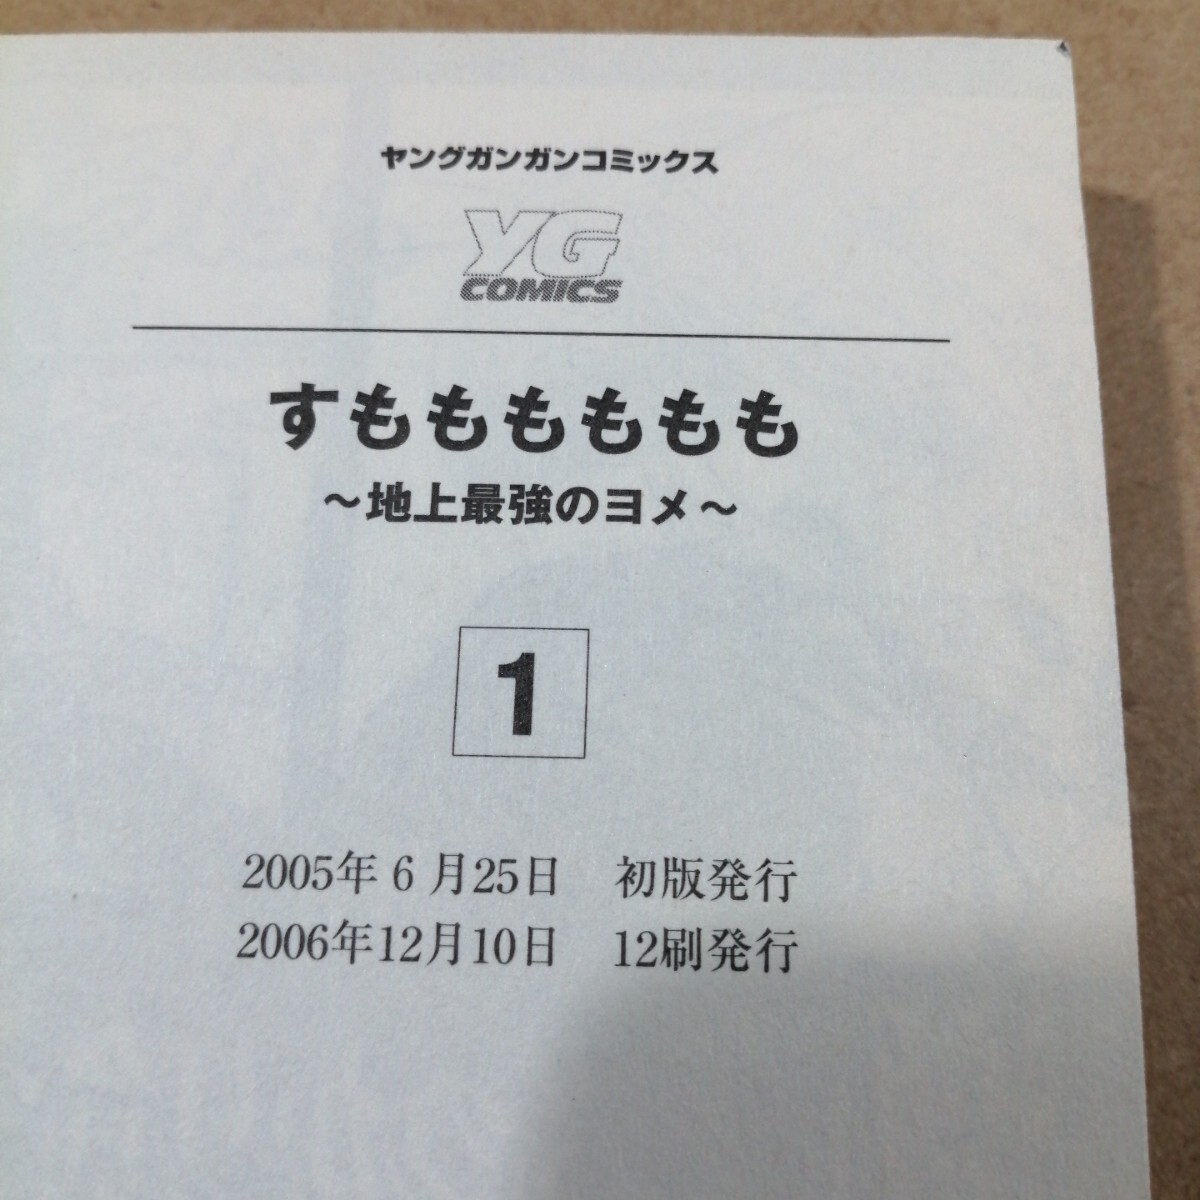 ヤングガンガンコミックス
YG
COMICS
すもももももも
～地上最強のヨメ～
1
2005年6月25日 初版発行
2006年12月10日 12刷発行